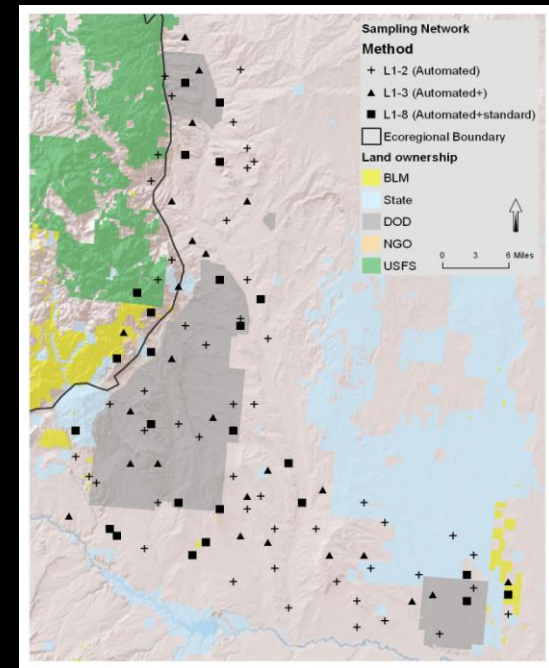 Sampling Network
Method
L1-2 (Automated)
L1-3 (Automated+)
L1-8 (Automated+standard)
Ecoregional Boundary
Land ownership
BLM
State
DOD
NGO
USFS
0 3 6 Miles